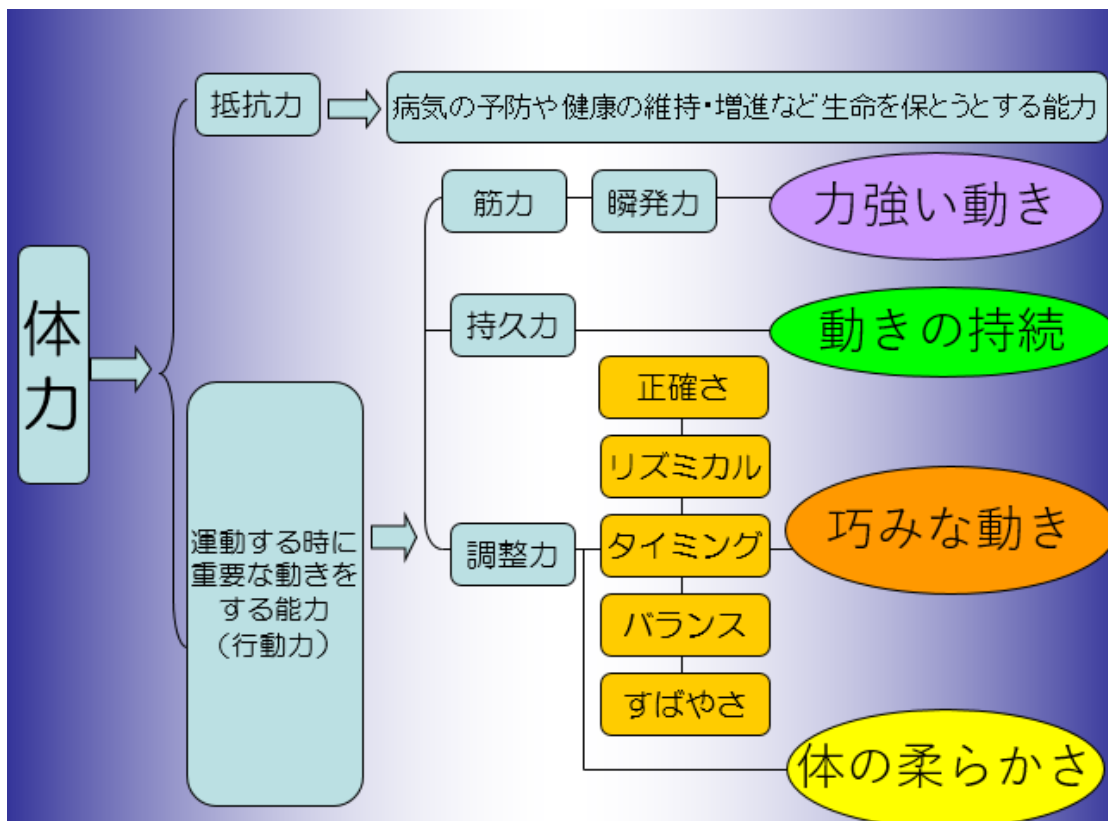 体力
抵抗力
病気の予防や健康の維持・増進など生命を保とうとする能力
運動する時に
重要な動きを
する能力
（行動力）
筋力
瞬発力
力強い動き
持久力
動きの持続
調整力
正確さ
リズミカル
タイミング
バランス
すばやさ
巧みな動き
体の柔らかさ